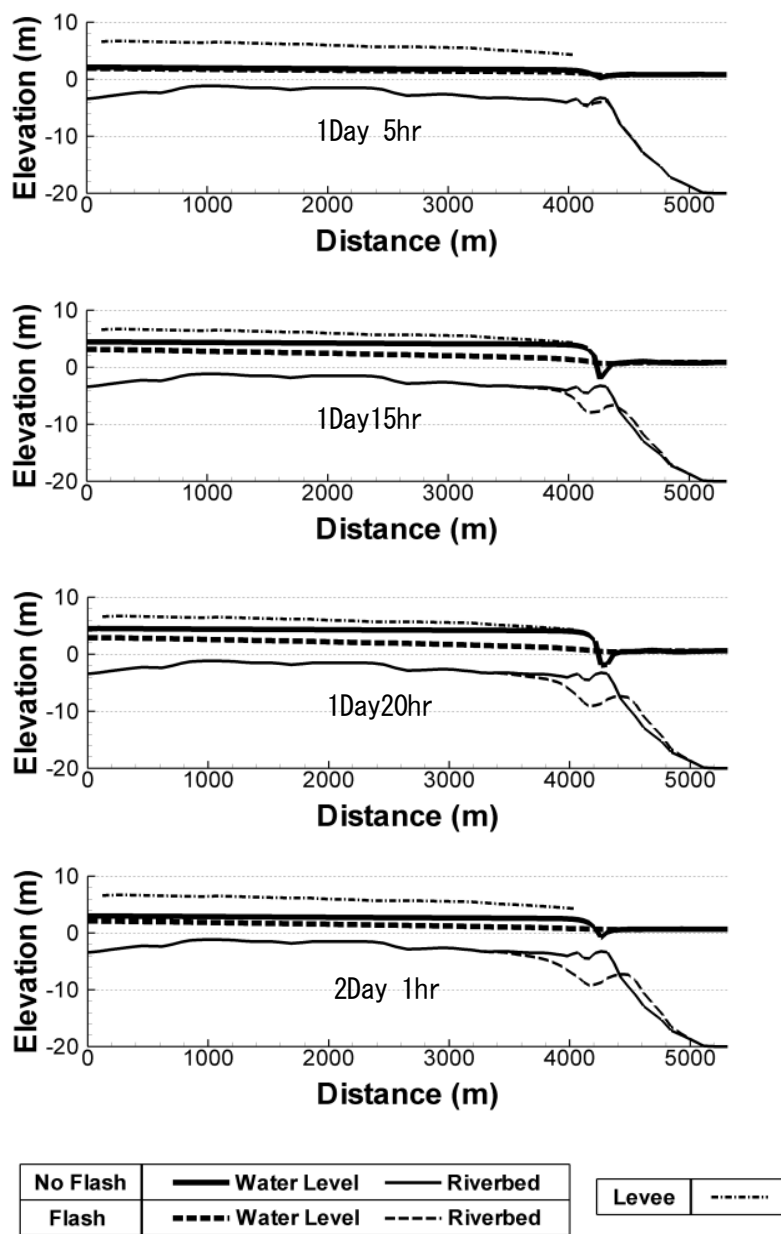 10
0
-10
-20
Elevation (m)
1Day 5hr
0 1000 2000 3000 4000 5000
Distance (m)
10
0
-10
-20
Elevation (m)
1Day15hr
0 1000 2000 3000 4000 5000
Distance (m)
10
0
-10
-20
Elevation (m)
1Day20hr
0 1000 2000 3000 4000 5000
Distance (m)
10
0
-10
-20
Elevation (m)
2Day 1hr
0 1000 2000 3000 4000 5000
Distance (m)
No Flash Water Level Riverbed
Flash Water Level Riverbed
Levee